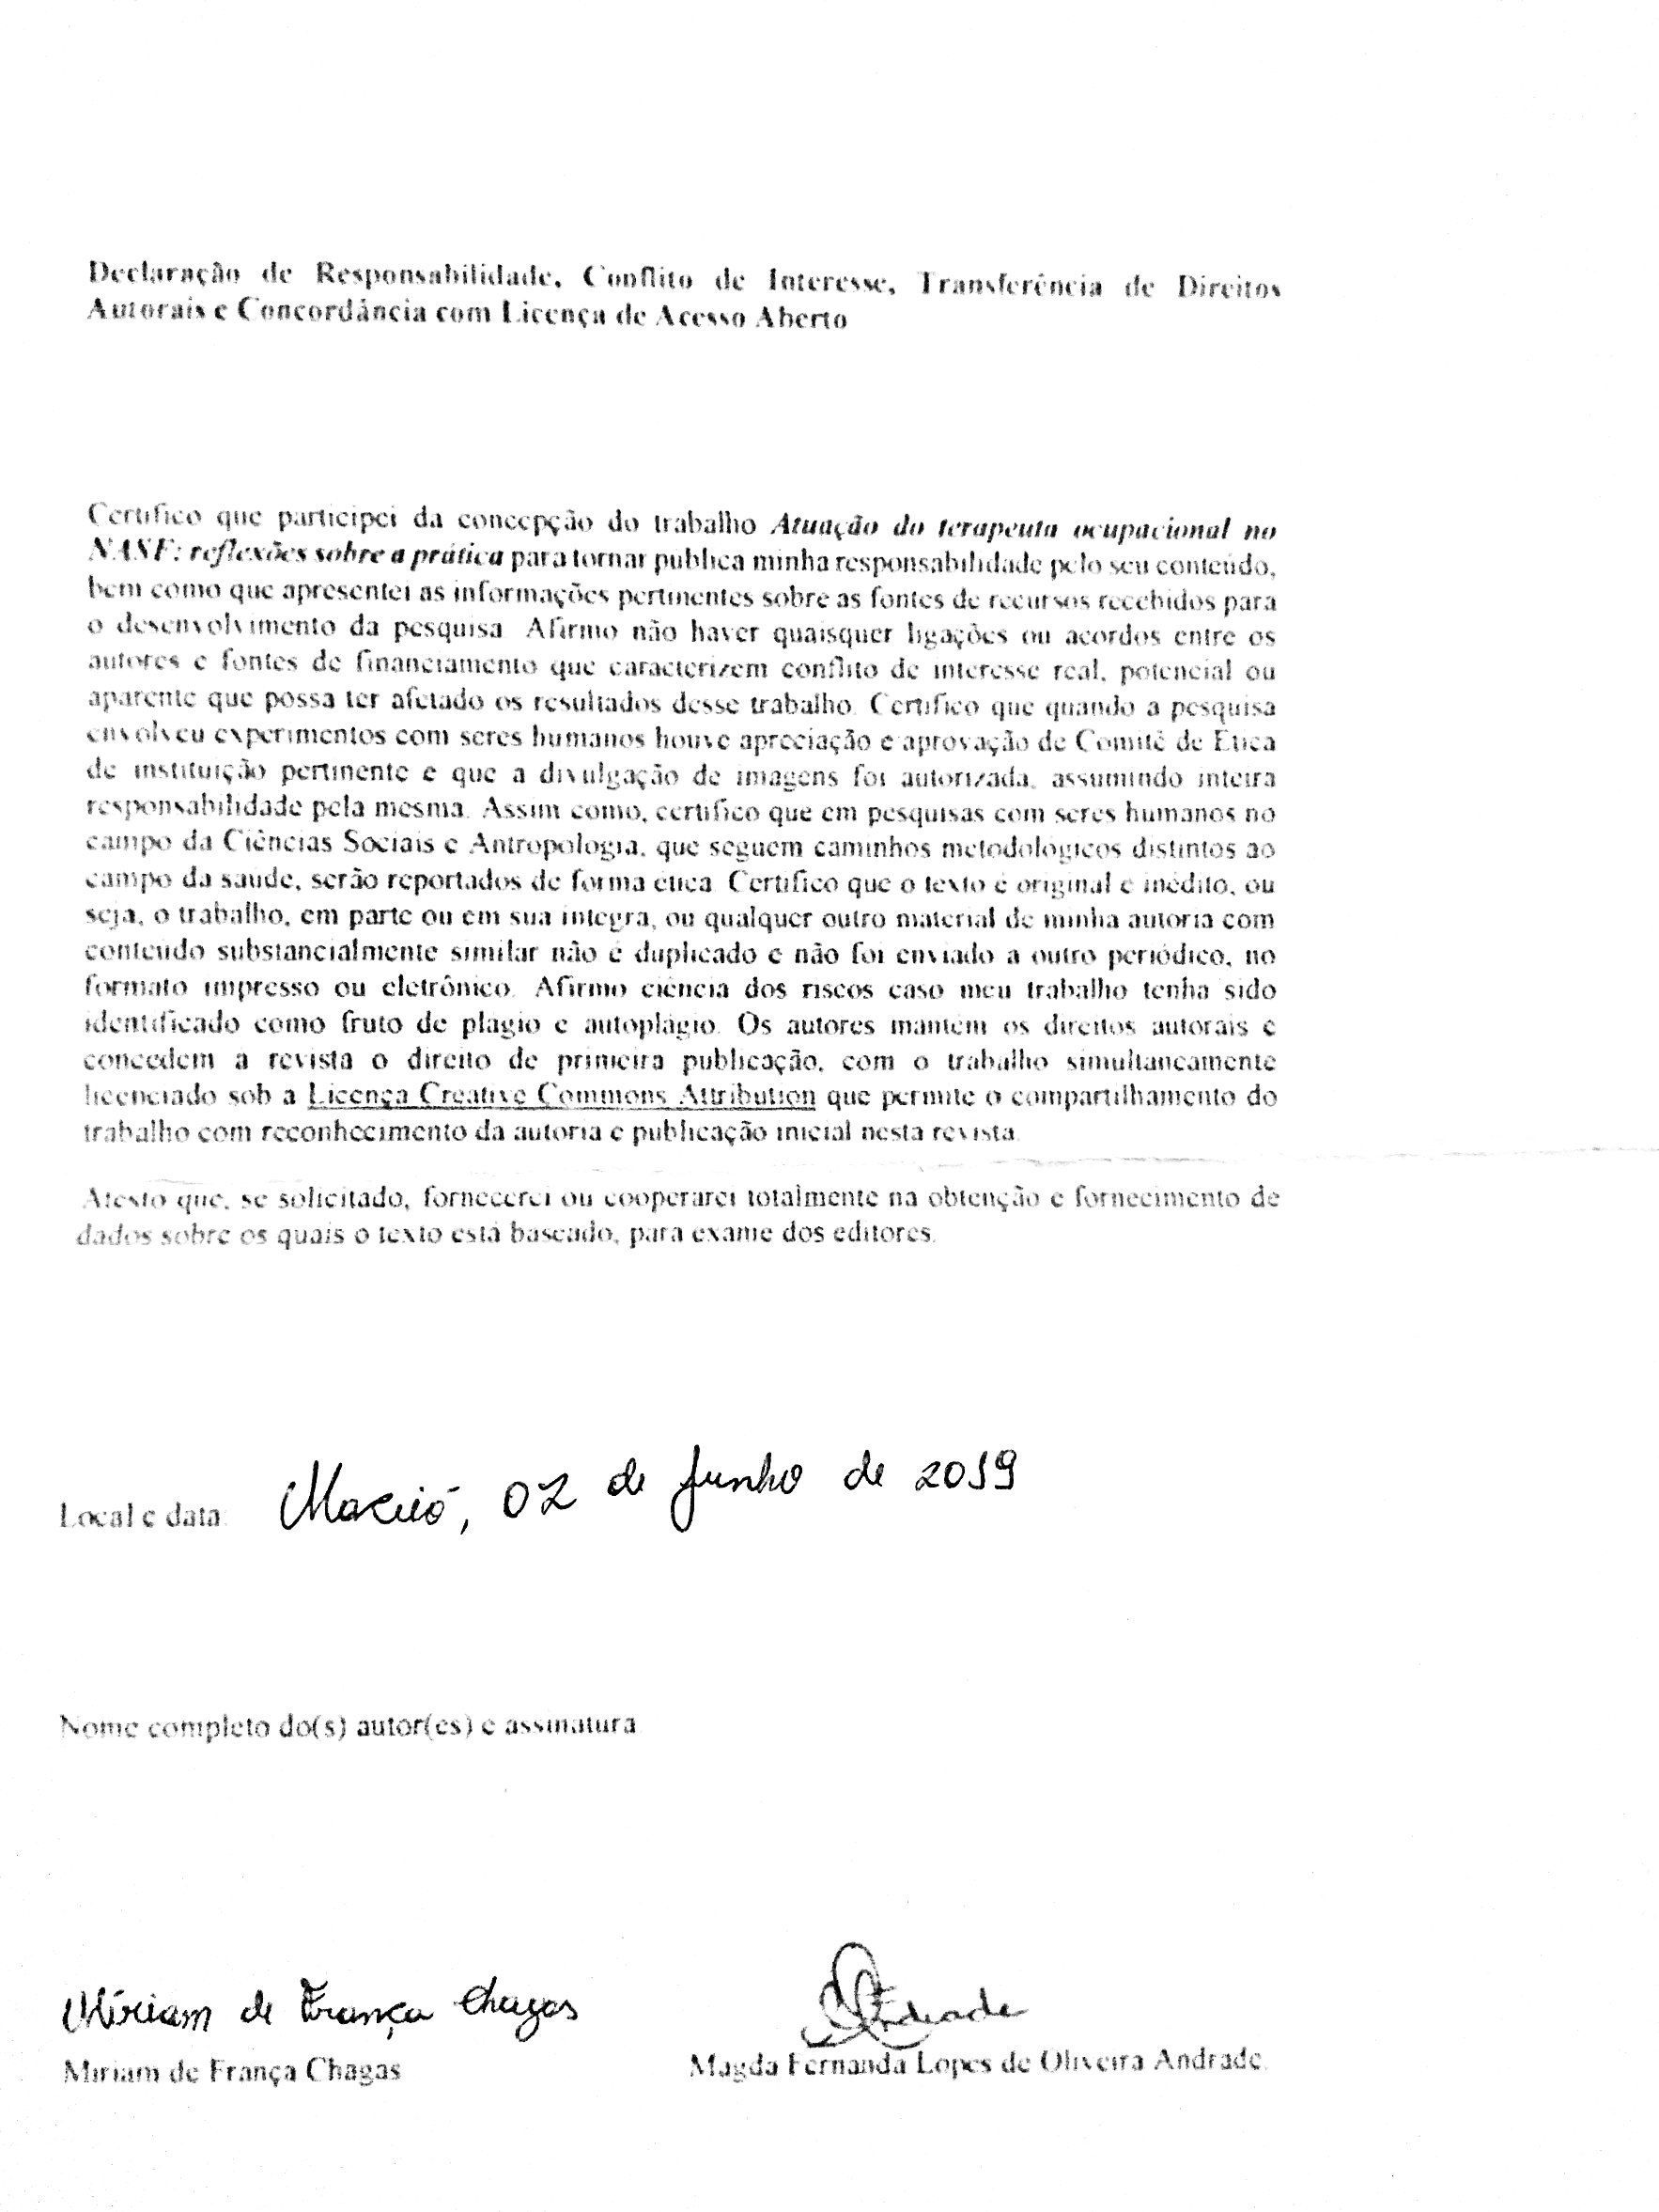 Declaração de Responsabilidade, Conflito de Interesse, Transferência de Direitos
Autorais e Concordância com Licença de Acesso Aberto
Certifico que participei da concepção do trabalho Atuação do terapeuta ocupacional no
NASF: reflexões sobre a prática para tornar pública minha responsabilidade pelo seu conteúdo,
bem como que apresentei as informações pertinentes sobre as fontes de recursos recebidos para
o desenvolvimento da pesquisa. Afirmo não haver quaisquer ligações ou acordos entre os
autores e fontes de financiamento que caracterizem conflito de interesse real, potencial ou
aparente que possa ter afetado os resultados desse trabalho. Certifico que quando a pesquisa
envolveu experimentos com seres humanos houve apreciação e aprovação de Comitê de Ética
de instituição pertinente e que a divulgação de imagens foi autorizada, assumindo inteira
responsabilidade pela mesma. Assim como, certifico que em pesquisas com seres humanos no
campo da Ciências Sociais e Antropologia, que seguem caminhos metodológicos distintos ao
campo da saúde, serão reportados de forma ética. Certifico que o texto é original e inédito, ou
seja, o trabalho, em parte ou em sua íntegra, ou qualquer outro material de minha autoria com
conteúdo substancialmente similar não é duplicado e não foi enviado a outro periódico, no
formato impresso ou eletrônico. Afirmo ciência dos riscos caso meu trabalho tenha sido
identificado como fruto de plágio e autoplágio. Os autores mantém os direitos autorais e
concedem à revista o direito de primeira publicação, com o trabalho simultaneamente
licenciado sob a Licença Creative Commons Attribution que permite o compartilhamento do
trabalho com reconhecimento da autoria e publicação inicial nesta revista.
Atesto que, se solicitado, fornecerei ou cooperarei totalmente na obtenção e fornecimento de
dados sobre os quais o texto está baseado, para exame dos editores.
Local e data: Maceió, 02 de Junho de 2019
Nome completo do(s) autor(es) e assinatura
Míriam de França Chagas Andrade
Miriam de França Chagas Magda Fernanda Lopes de Oliveira Andrade.